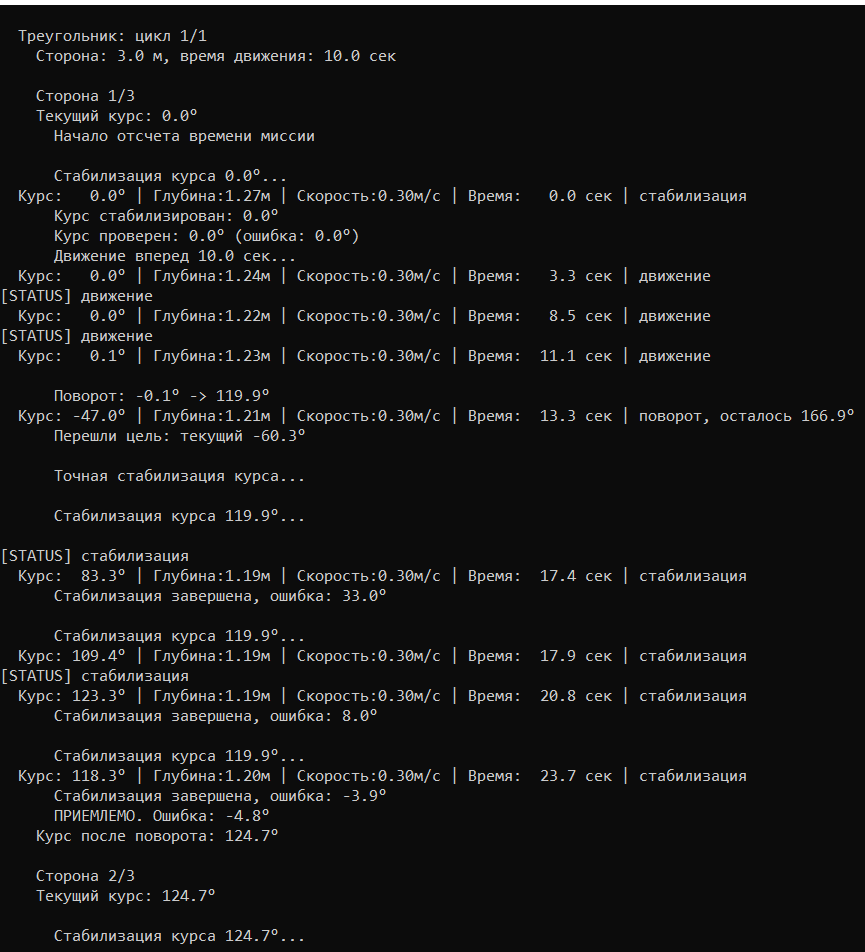 Треугольник: цикл 1/1
Сторона: 3.0 м, время движения: 10.0 сек
Сторона 1/3
Текущий курс: 0.0°
Начало отсчета времени миссии
Стабилизация курса 0.0°...
Курс:   0.0° | Глубина:1.27м | Скорость:0.30м/с | Время:   0.0 сек | стабилизация
Курс стабилизирован: 0.0°
Курс проверен: 0.0° (ошибка: 0.0°)
Движение вперед 10.0 сек...
Курс:   0.0° | Глубина:1.24м | Скорость:0.30м/с | Время:   3.3 сек | движение
[STATUS] движение
Курс:   0.0° | Глубина:1.22м | Скорость:0.30м/с | Время:   8.5 сек | движение
[STATUS] движение
Курс:   0.1° | Глубина:1.23м | Скорость:0.30м/с | Время:  11.1 сек | движение
Поворот: -0.1° -> 119.9°
Курс: -47.0° | Глубина:1.21м | Скорость:0.30м/с | Время:  13.3 сек | поворот, осталось 166.9°
Перешли цель: текущий -60.3°
Точная стабилизация курса...
Стабилизация курса 119.9°...
[STATUS] стабилизация
Курс:  83.3° | Глубина:1.19м | Скорость:0.30м/с | Время:  17.4 сек | стабилизация
Стабилизация завершена, ошибка: 33.0°
Стабилизация курса 119.9°...
Курс: 109.4° | Глубина:1.19м | Скорость:0.30м/с | Время:  17.9 сек | стабилизация
[STATUS] стабилизация
Курс: 123.3° | Глубина:1.19м | Скорость:0.30м/с | Время:  20.8 сек | стабилизация
Стабилизация завершена, ошибка: 8.0°
Стабилизация курса 119.9°...
Курс: 118.3° | Глубина:1.20м | Скорость:0.30м/с | Время:  23.7 сек | стабилизация
Стабилизация завершена, ошибка: -3.9°
ПРИЕМЛЕМО. Ошибка: -4.8°
Курс после поворота: 124.7°
Сторона 2/3
Текущий курс: 124.7°
Стабилизация курса 124.7°...